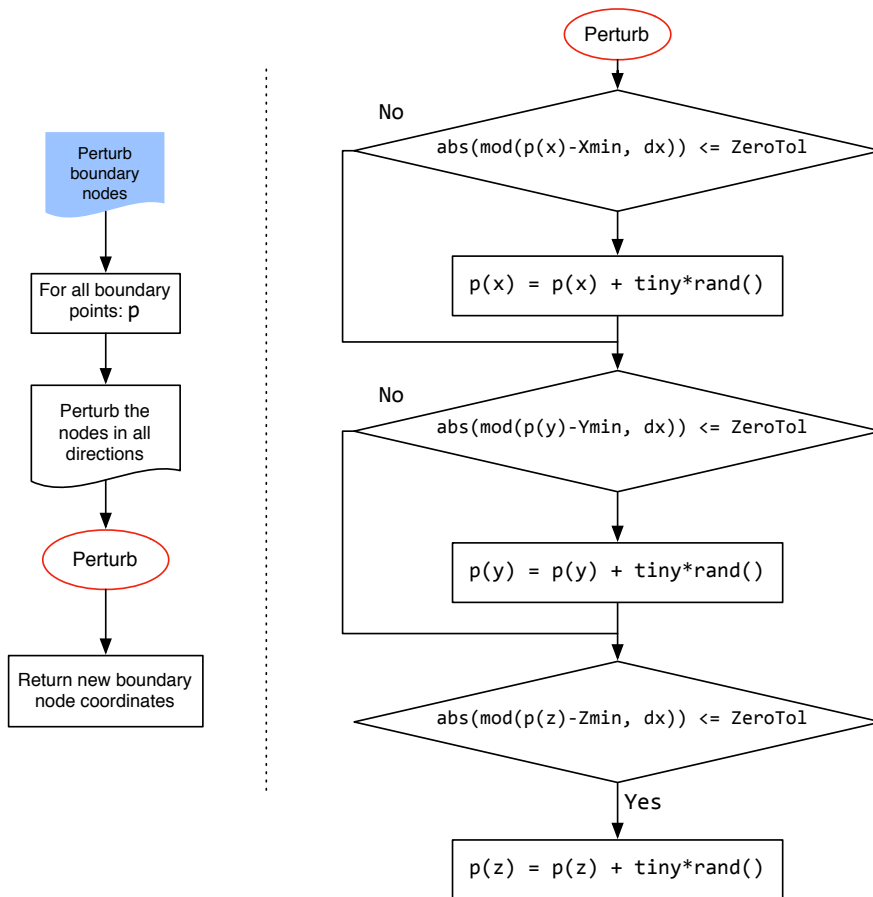 Perturb
boundary
nodes
For all boundary
points: p
Perturb the
nodes in all
directions
Perturb
Return new boundary
node coordinates
Perturb
No
abs(mod(p(x)-Xmin, dx)) <= ZeroTol
p(x) = p(x) + tiny*rand()
No
abs(mod(p(y)-Ymin, dx)) <= ZeroTol
p(y) = p(y) + tiny*rand()
abs(mod(p(z)-Zmin, dx)) <= ZeroTol
Yes
p(z) = p(z) + tiny*rand()